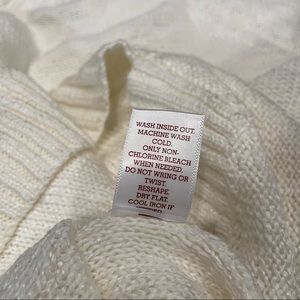 WASH INSIDE OUT.
MACHINE WASH
COLD.
ONLY NON-
CHLORINE BLEACH
WHEN NEEDED.
DO NOT WRING OR
TWIST.
RESHAPE.
DRY FLAT.
COOL IRON IF